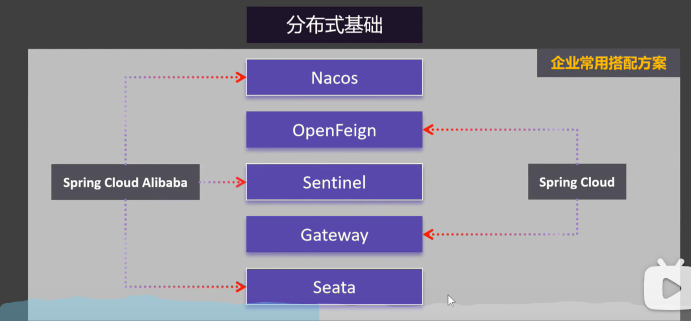 分布式基础
企业常用搭配方案
Nacos
OpenFeign
Spring Cloud Alibaba
Sentinel
Spring Cloud
Gateway
Seata